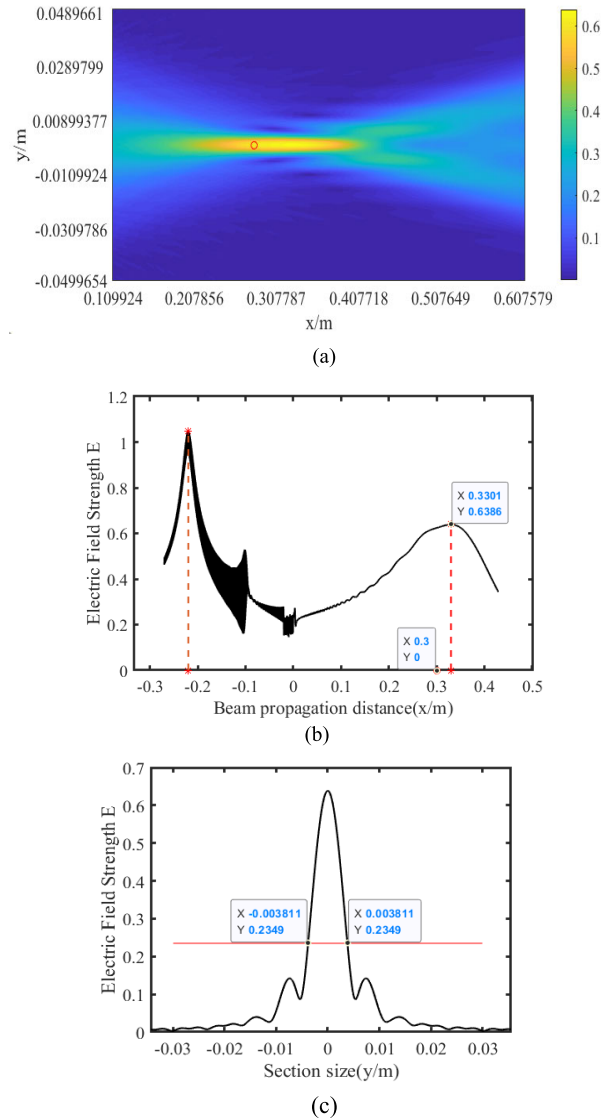 0.0489661
0.0289799
0.00899377
-0.0109924
-0.0309786
-0.0499654
y/m
0.109924 0.207856 0.307787 0.407718 0.507649 0.607579
x/m
0.6
0.5
0.4
0.3
0.2
0.1
(a)
1.2
1
0.8
0.6
0.4
0.2
0
Electric Field Strength E
X 0.3301
Y 0.6386
X 0.3
Y 0
-0.3 -0.2 -0.1 0 0.1 0.2 0.3 0.4 0.5
Beam propagation distance(x/m)
(b)
0.7
0.6
0.5
0.4
0.3
0.2
0.1
0
Electric Field Strength E
X -0.003811
Y 0.2349
X 0.003811
Y 0.2349
-0.03 -0.02 -0.01 0 0.01 0.02 0.03
Section size(y/m)
(c)